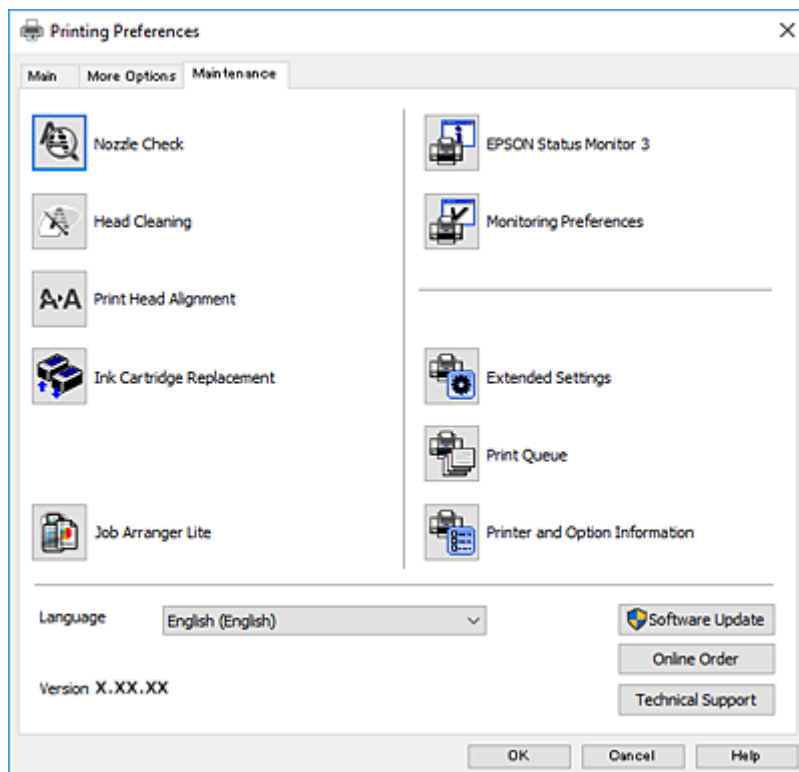 Printing Preferences
Main
More Options
Maintenance
Nozzle Check
Head Cleaning
A·A
Print Head Alignment
Ink Cartridge Replacement
Job Arranger Lite
EPSON Status Monitor 3
Monitoring Preferences
Extended Settings
Print Queue
Printer and Option Information
Language
English (English)
Software Update
Online Order
Version X.XX.XX
Technical Support
OK
Cancel
Help